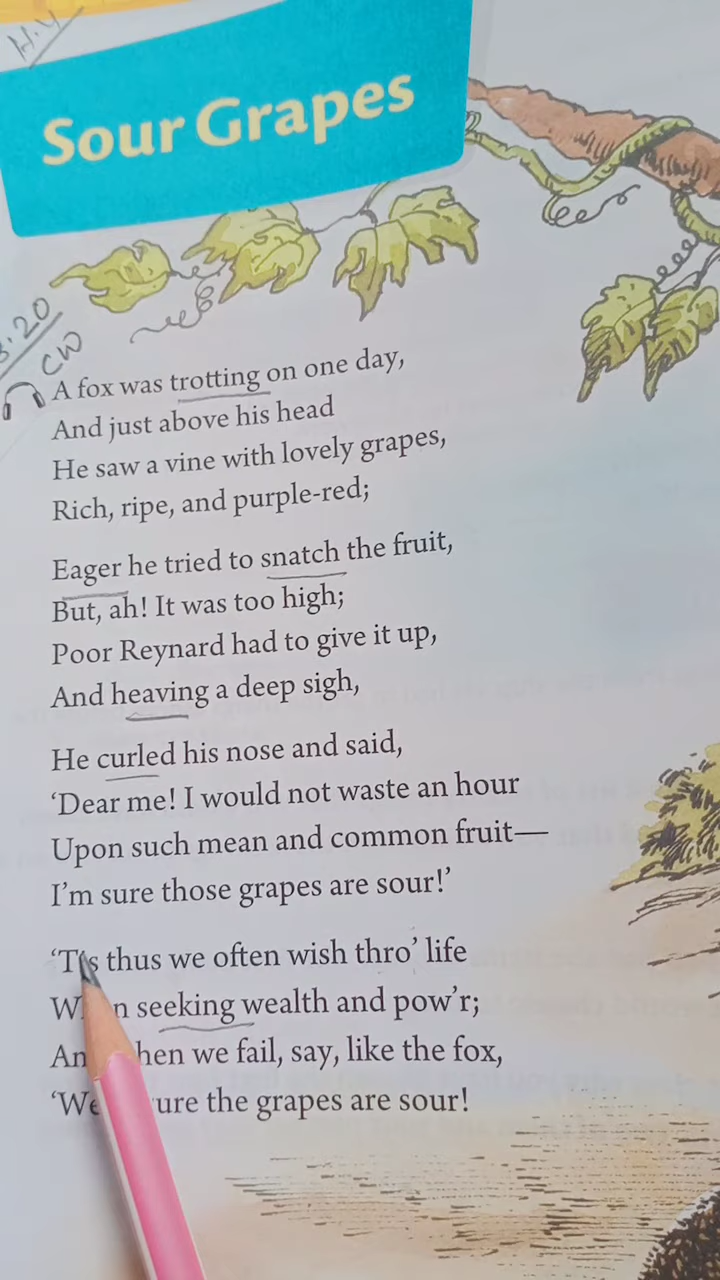 H.Y
Sour Grapes
3.20
CW
A fox was trotting on one day,
And just above his head
He saw a vine with lovely grapes,
Rich, ripe, and purple-red;
Eager he tried to snatch the fruit,
But, ah! It was too high;
Poor Reynard had to give it up,
And heaving a deep sigh,
He curled his nose and said,
‘Dear me! I would not waste an hour
Upon such mean and common fruit—
I’m sure those grapes are sour!’
‘Tis thus we often wish thro’ life
seeking wealth and pow’r;
we fail, say, like the fox,
the grapes are sour!